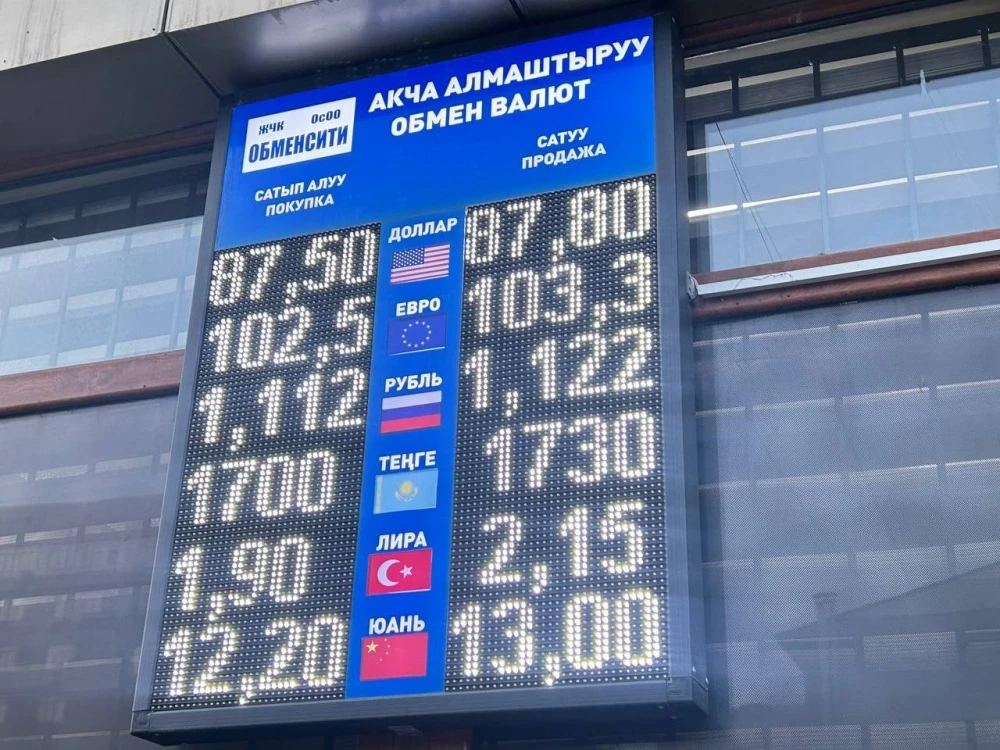 АКЧА АЛМАШТЫРУУ
ОБМЕН ВАЛЮТ
ЖЧК ОсОО
ОБМЕНСИТИ
САТЫП АЛУУ
ПОКУПКА
САТУУ
ПРОДАЖА
87,50 ДОЛЛАР 87,80
102,5 ЕВРО 103,3
1,112 РУБЛЬ 1,122
1700 ТЕҢГЕ 1730
1,90 ЛИРА 2,15
12,20 ЮАНЬ 13,00